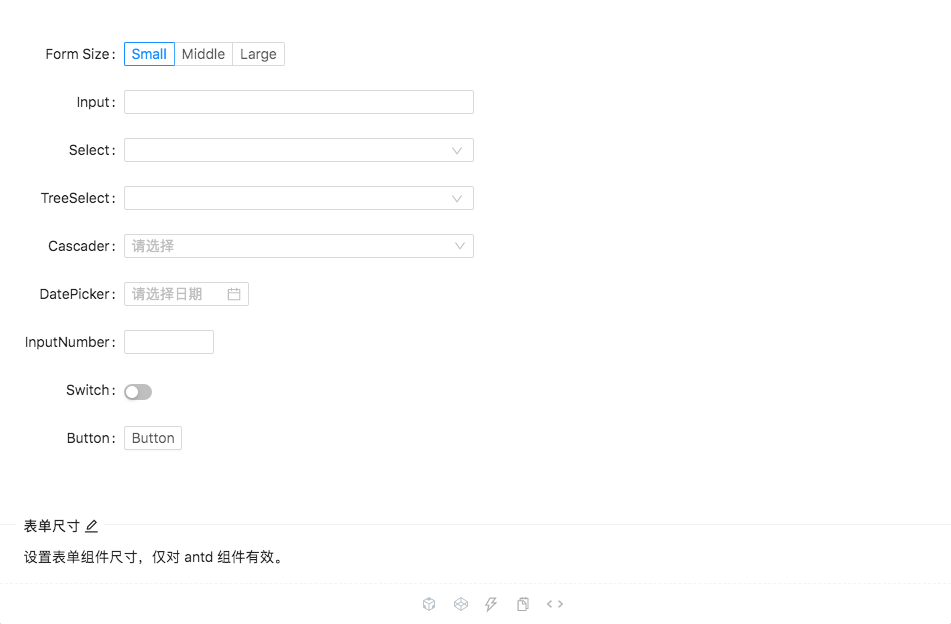 Form Size: Small Middle Large
Input:
Select:
TreeSelect:
Cascader: 请选择
DatePicker: 请选择日期
InputNumber:
Switch:
Button: Button
表单尺寸
设置表单组件尺寸，仅对 antd 组件有效。